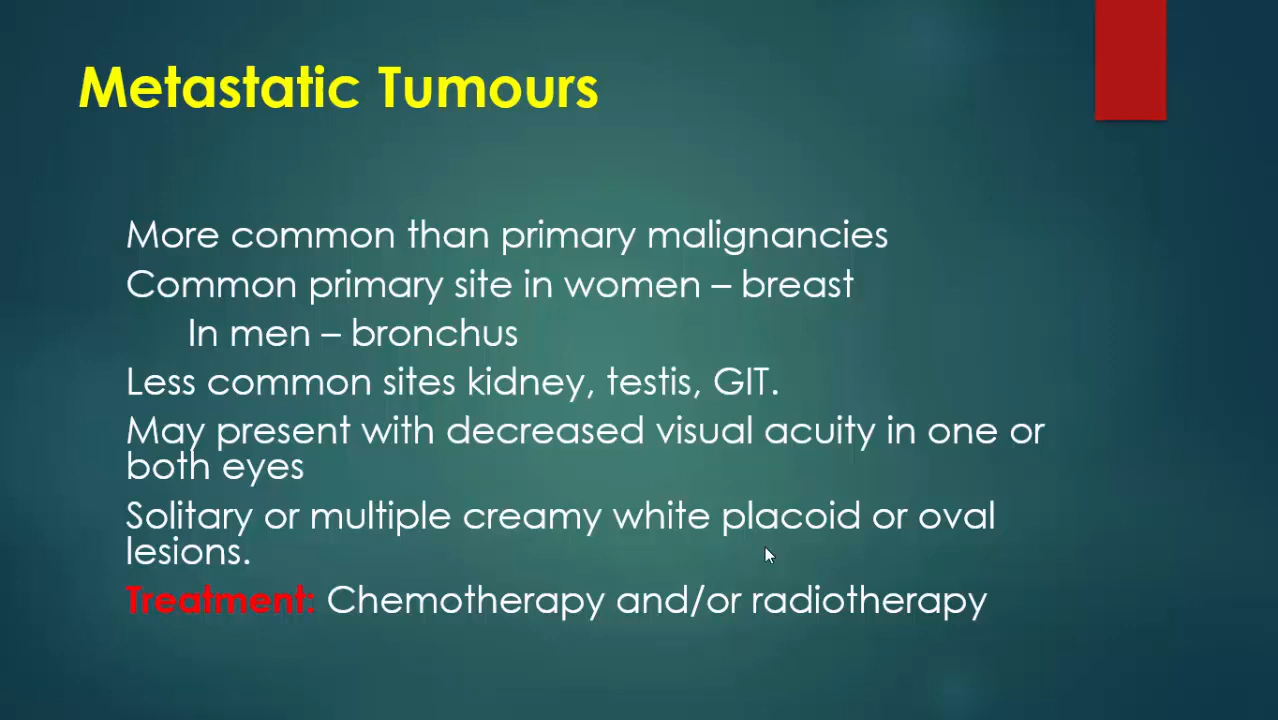 Metastatic Tumours
More common than primary malignancies
Common primary site in women – breast
In men – bronchus
Less common sites kidney, testis, GIT.
May present with decreased visual acuity in one or
both eyes
Solitary or multiple creamy white placoid or oval
lesions.
Treatment: Chemotherapy and/or radiotherapy